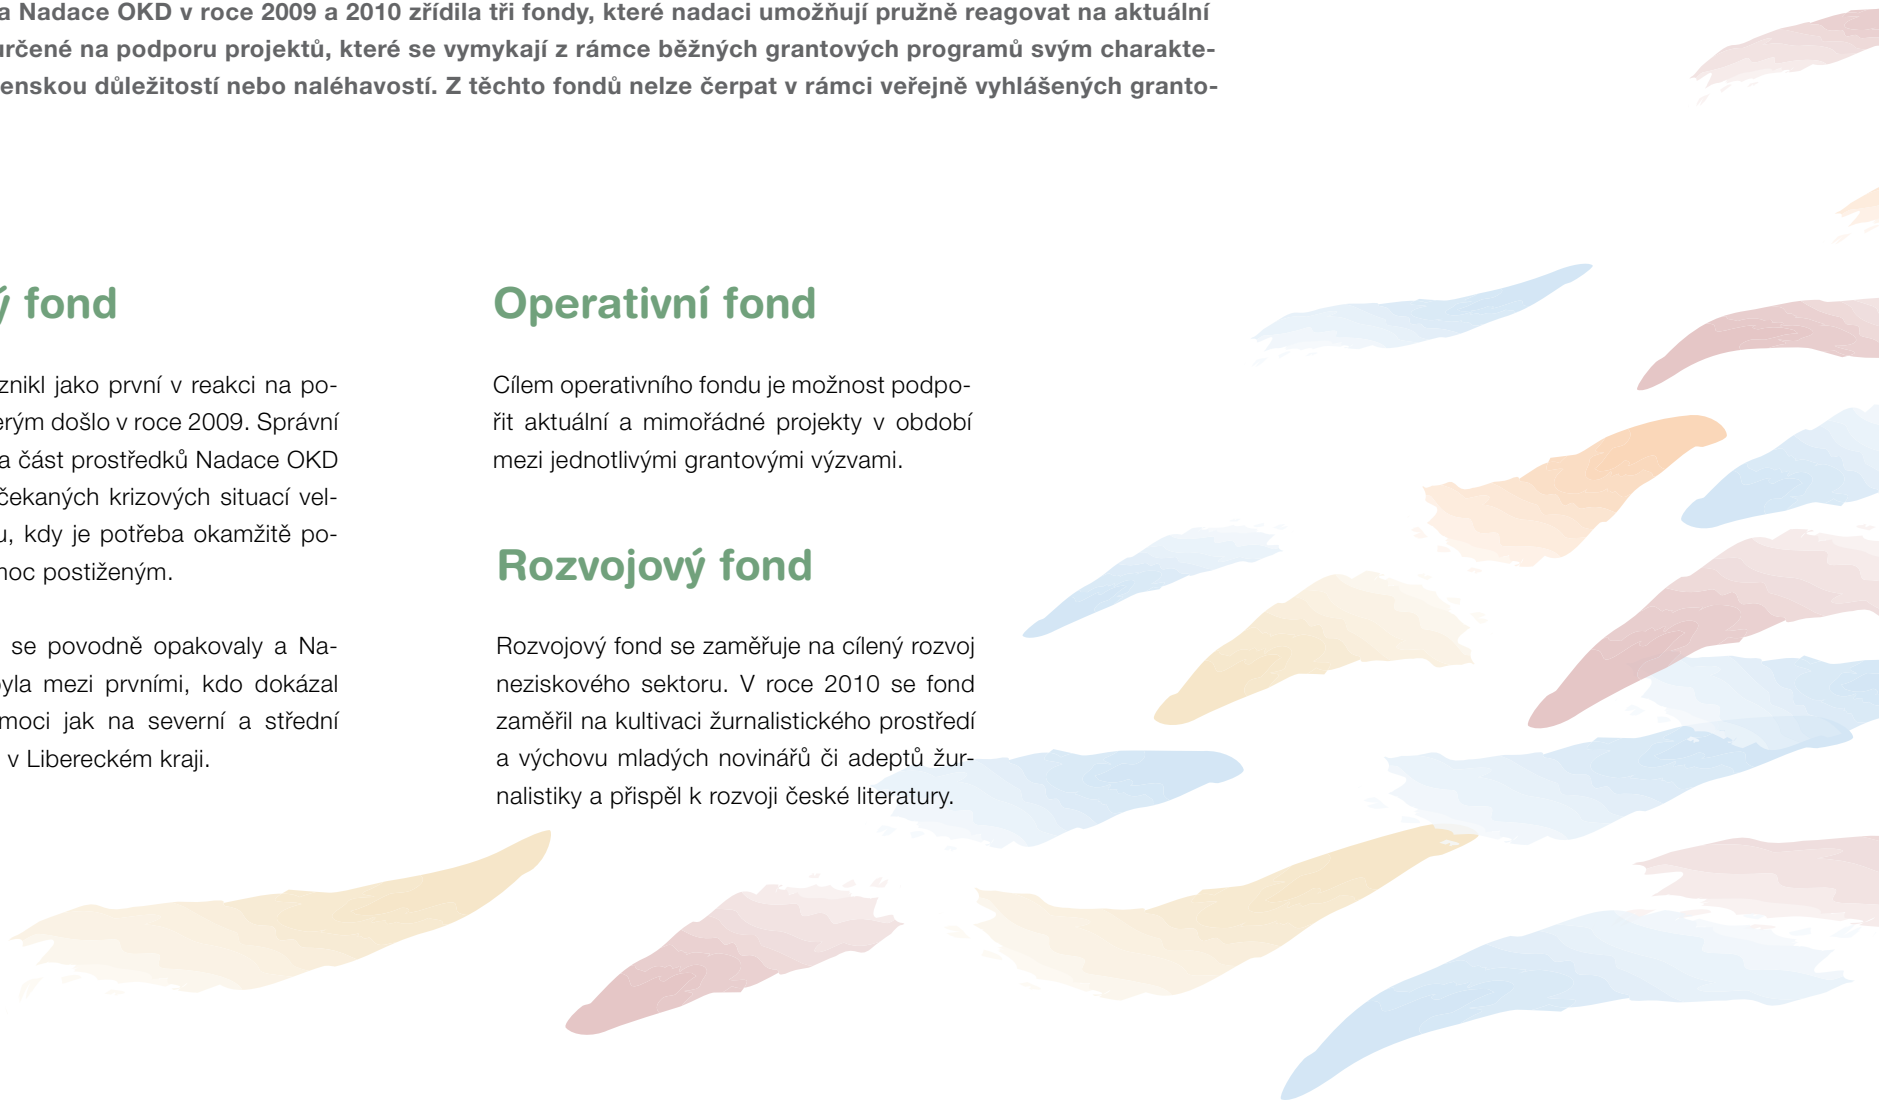 a Nadace OKD v roce 2009 a 2010 zřídila tři fondy, které nadaci umožňují pružně reagovat na aktuální
určené na podporu projektů, které se vymykají z rámce běžných grantových programů svým charakte-
enskou důležitostí nebo naléhavostí. Z těchto fondů nelze čerpat v rámci veřejně vyhlášených granto-
ý fond
znikl jako první v reakci na po-
erým došlo v roce 2009. Správní
a část prostředků Nadace OKD
čekaných krizových situací vel-
u, kdy je potřeba okamžitě po-
moc postiženým.
se povodně opakovaly a Na-
byla mezi prvními, kdo dokázal
moci jak na severní a střední
v Libereckém kraji.
Operativní fond
Cílem operativního fondu je možnost podpo-
řit aktuální a mimořádné projekty v období
mezi jednotlivými grantovými výzvami.
Rozvojový fond
Rozvojový fond se zaměřuje na cílený rozvoj
neziskového sektoru. V roce 2010 se fond
zaměřil na kultivaci žurnalistického prostředí
a výchovu mladých novinářů či adeptů žur-
nalistiky a přispěl k rozvoji české literatury.